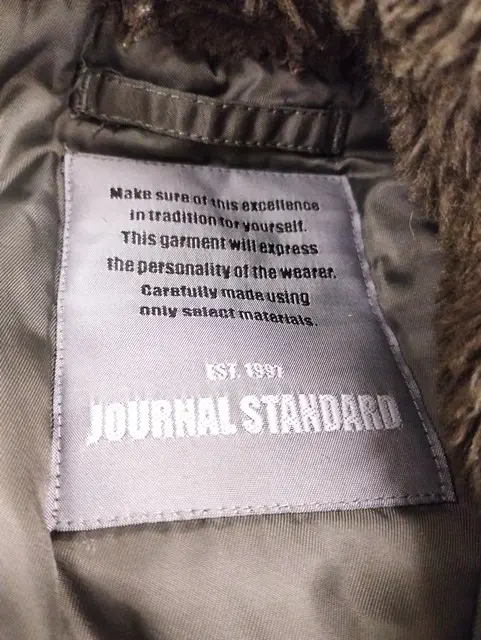 Make sure of this excellence
in tradition for yourself.
This garment will express
the personality of the wearer.
Carefully made using
only select materials.
EST. 1997
JOURNAL STANDARD